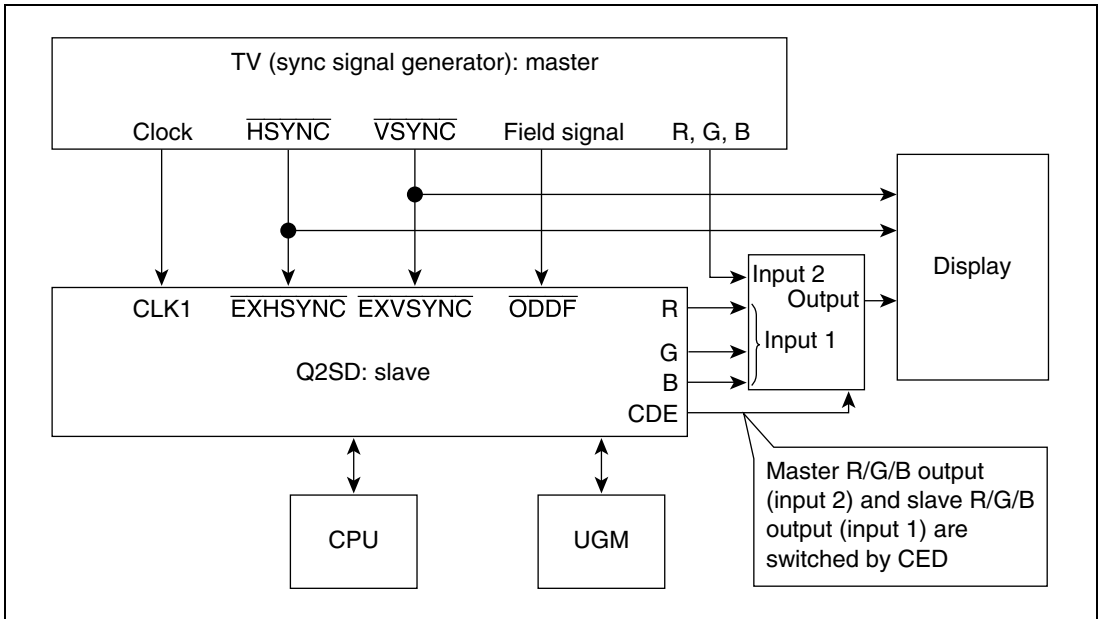 TV (sync signal generator): master
Clock HSYNC VSYNC Field signal R, G, B
Display
Input 2
Output
CLK1 EXHSYNC EXVSYNC ODDF R
Input 1
G
Q2SD: slave
B
CDE
Master R/G/B output
(input 2) and slave R/G/B
output (input 1) are
switched by CED
CPU UGM